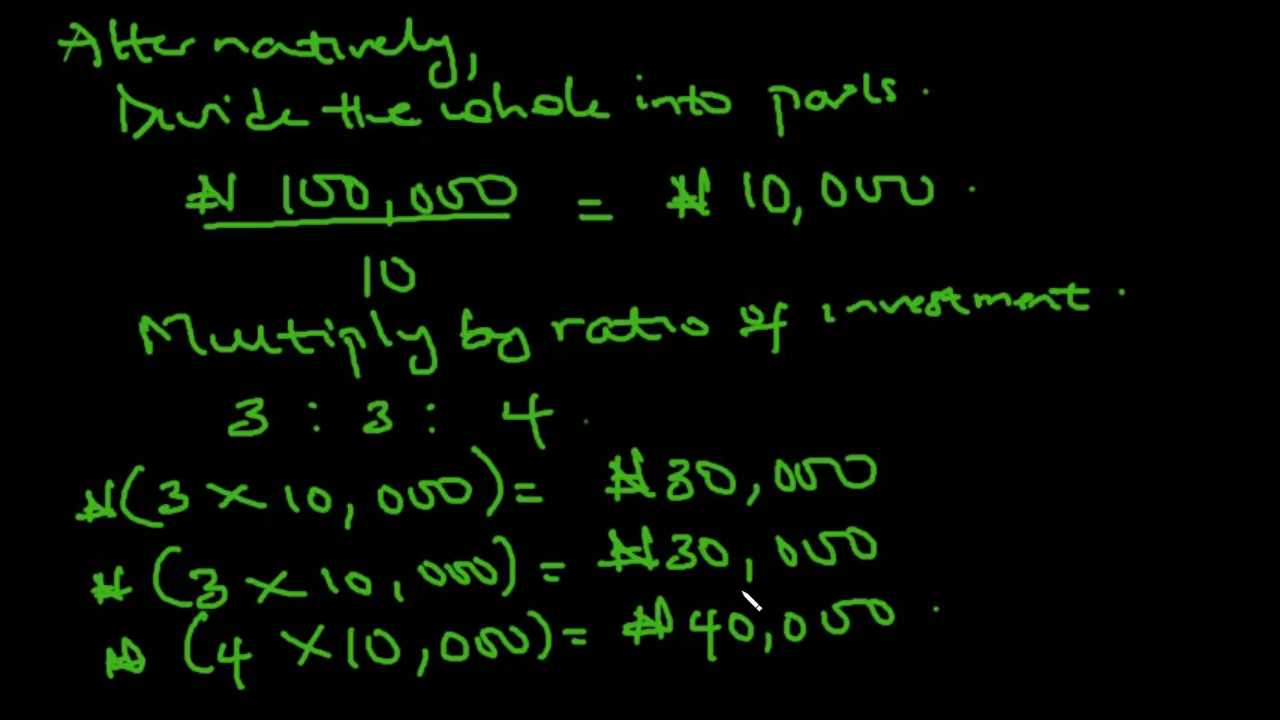 Alternatively,
Divide the whole into parts.
₦ 100,000 = ₦ 10,000.
10
Multiply by ratio of investment.
3 : 3 : 4.
₦(3 × 10,000) = ₦30,000
₦ (3 × 10,000) = ₦30,000
₦ (4 × 10,000) = ₦40,000.